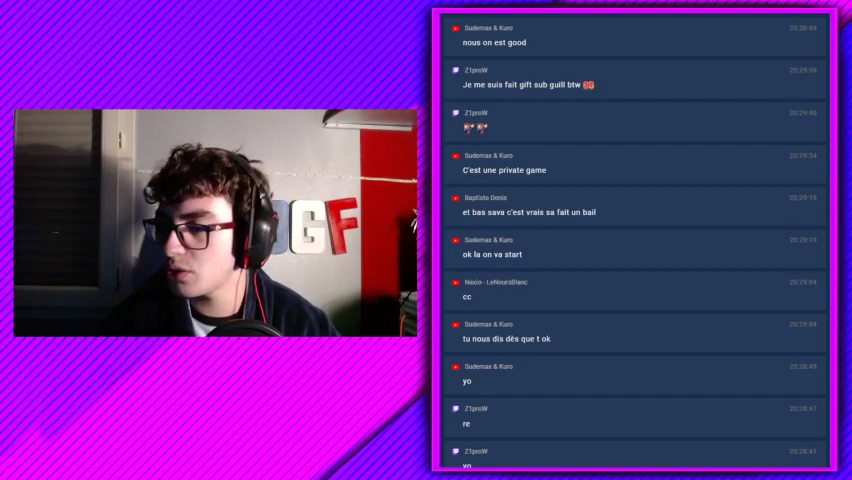 GF
Sudemax & Kuro 20:30:04
nous on est good
Z1proW 20:29:59
Je me suis fait gift sub guill btw
Z1proW 20:29:40
Sudemax & Kuro 20:29:34
C'est une private game
Baptiste Denis 20:29:19
et bas sava c'est vrais sa fait un bail
Sudemax & Kuro 20:29:19
ok la on va start
Naxio - LeNoursBlanc 20:29:04
cc
Sudemax & Kuro 20:29:04
tu nous dis dès que t ok
Sudemax & Kuro 20:28:49
yo
Z1proW 20:28:47
re
Z1proW 20:28:41
yo